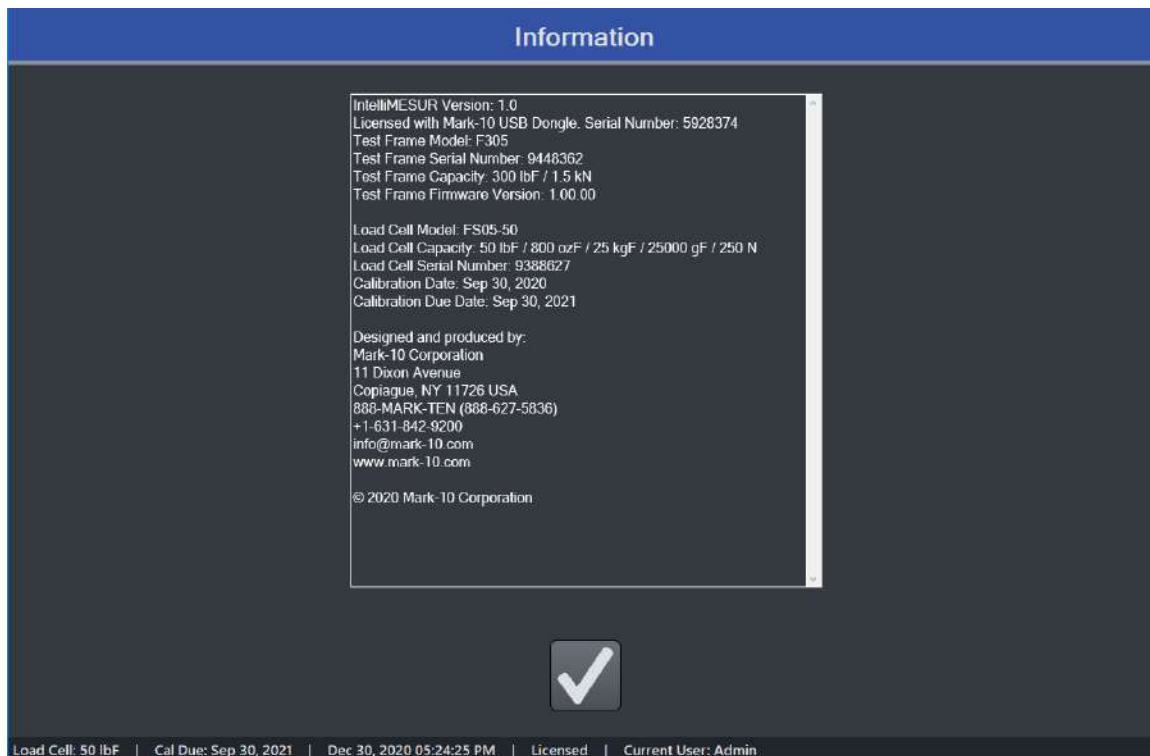 Information
IntelliMESUR Version: 1.0
Licensed with Mark-10 USB Dongle. Serial Number: 5928374
Test Frame Model: F305
Test Frame Serial Number: 9448362
Test Frame Capacity: 300 lbF / 1.5 kN
Test Frame Firmware Version: 1.00.00
Load Cell Model: FS05-50
Load Cell Capacity: 50 lbF / 800 ozF / 25 kgF / 25000 gF / 250 N
Load Cell Serial Number: 9388627
Calibration Date: Sep 30, 2020
Calibration Due Date: Sep 30, 2021
Designed and produced by:
Mark-10 Corporation
11 Dixon Avenue
Copiague, NY 11726 USA
888-MARK-TEN (888-627-5836)
+1-631-842-9200
info@mark-10.com
www.mark-10.com
© 2020 Mark-10 Corporation
Load Cell: 50 lbF | Cal Due: Sep 30, 2021 | Dec 30, 2020 05:24:25 PM | Licensed | Current User: Admin